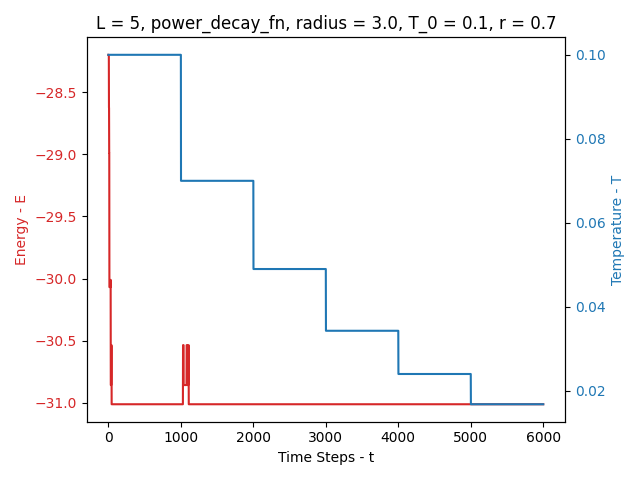 L = 5, power_decay_fn, radius = 3.0, T_0 = 0.1, r = 0.7
Energy - E
−28.5
−29.0
−29.5
−30.0
−30.5
−31.0
0.10
0.08
0.06
0.04
0.02
Temperature - T
0 1000 2000 3000 4000 5000 6000
Time Steps - t